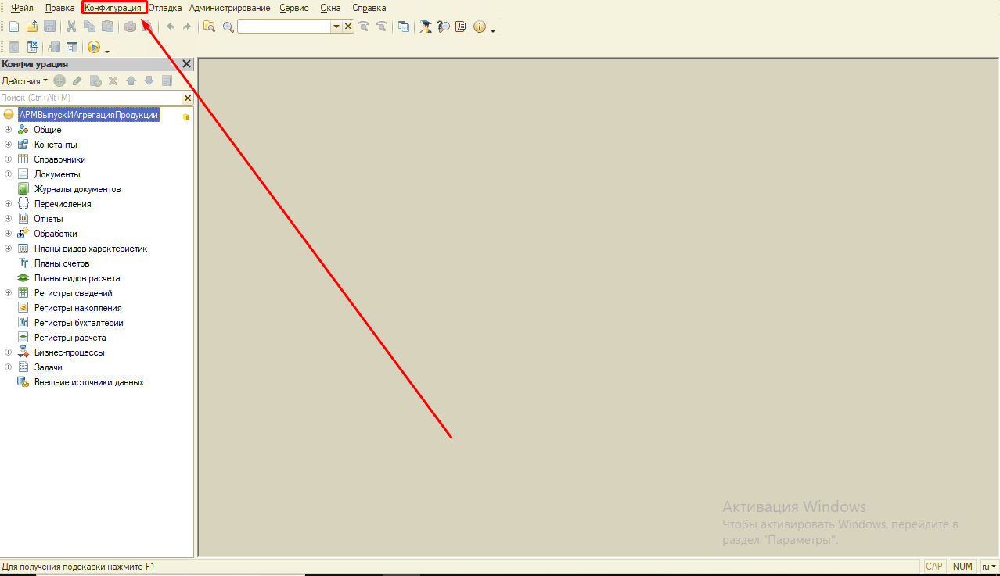 Файл Правка Конфигурация Отладка Администрирование Сервис Окна Справка
Конфигурация
Действия
Поиск (Ctrl+Alt+M)
АРМВыпускИАгрегацияПродукции
Общие
Константы
Справочники
Документы
Журналы документов
Перечисления
Отчеты
Обработки
Планы видов характеристик
Планы счетов
Планы видов расчета
Регистры сведений
Регистры накопления
Регистры бухгалтерии
Регистры расчета
Бизнес-процессы
Задачи
Внешние источники данных
Активация Windows
Чтобы активировать Windows, перейдите в
раздел "Параметры".
Для получения подсказки нажмите F1 CAP NUM ru